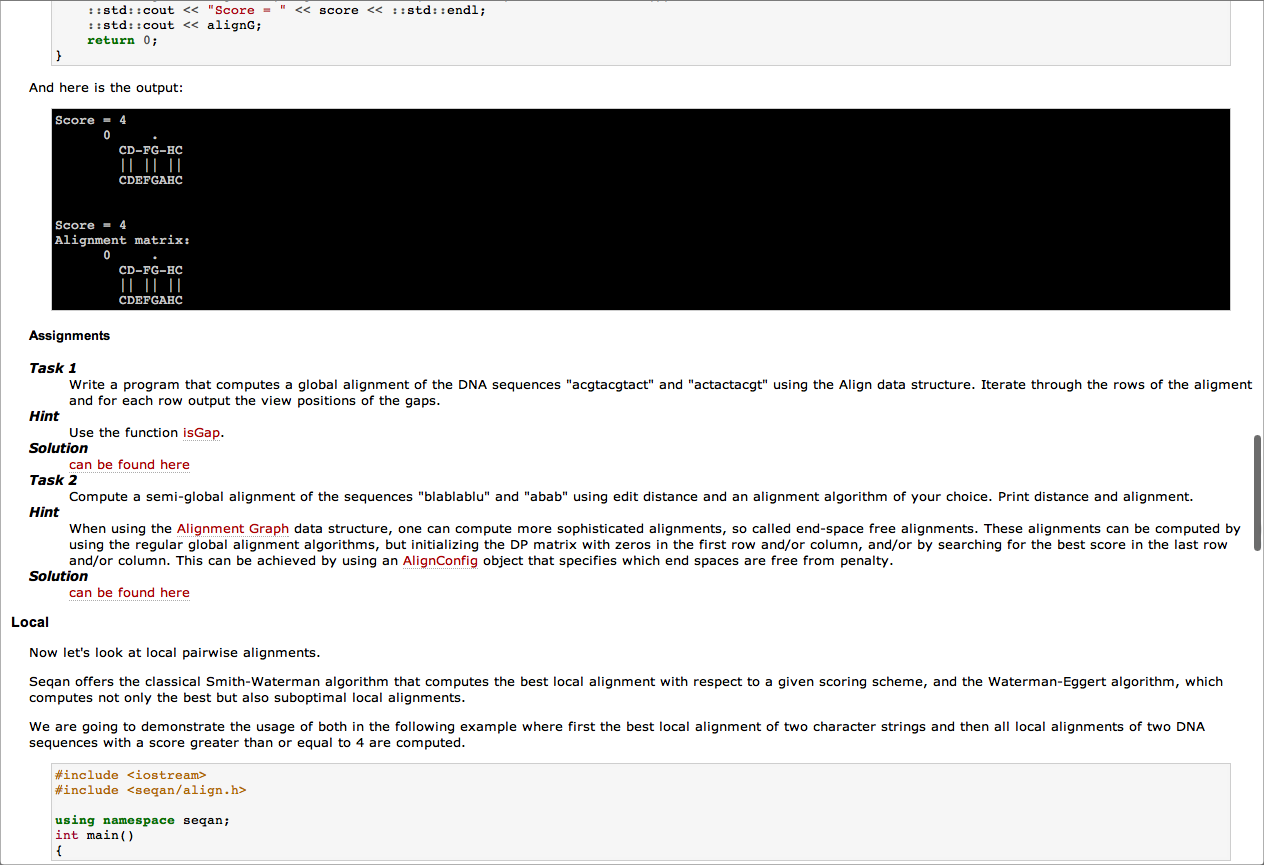 ::std::cout << "Score = " << score << ::std::endl;
::std::cout << alignG;
return 0;
}
And here is the output:
Score = 4
0 .
CD-FG-HC
|| || ||
CDEFGAHC
Score = 4
Alignment matrix:
0 .
CD-FG-HC
|| || ||
CDEFGAHC
Assignments
Task 1
Write a program that computes a global alignment of the DNA sequences "acgtacgtact" and "actactacgt" using the Align data structure. Iterate through the rows of the aligment
and for each row output the view positions of the gaps.
Hint
Use the function isGap.
Solution
can be found here
Task 2
Compute a semi-global alignment of the sequences "blablablu" and "abab" using edit distance and an alignment algorithm of your choice. Print distance and alignment.
Hint
When using the Alignment Graph data structure, one can compute more sophisticated alignments, so called end-space free alignments. These alignments can be computed by
using the regular global alignment algorithms, but initializing the DP matrix with zeros in the first row and/or column, and/or by searching for the best score in the last row
and/or column. This can be achieved by using an AlignConfig object that specifies which end spaces are free from penalty.
Solution
can be found here
Local
Now let's look at local pairwise alignments.
Seqan offers the classical Smith-Waterman algorithm that computes the best local alignment with respect to a given scoring scheme, and the Waterman-Eggert algorithm, which
computes not only the best but also suboptimal local alignments.
We are going to demonstrate the usage of both in the following example where first the best local alignment of two character strings and then all local alignments of two DNA
sequences with a score greater than or equal to 4 are computed.
#include <iostream>
#include <seqan/align.h>
using namespace seqan;
int main()
{